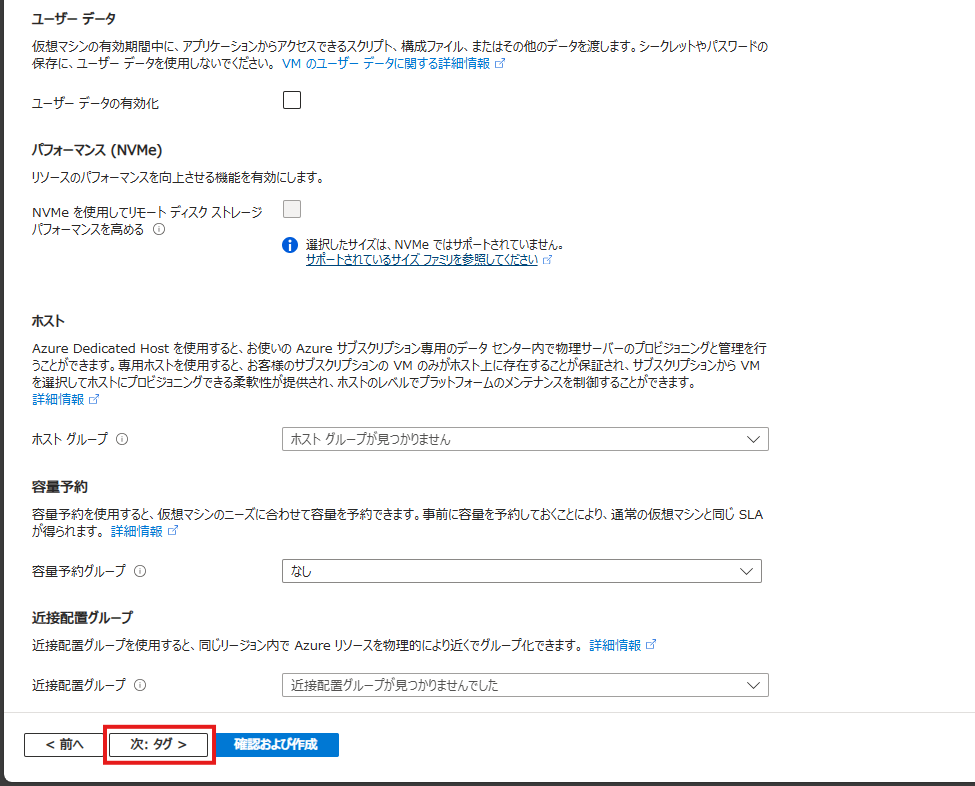 ユーザー データ
仮想マシンの有効期間中に、アプリケーションからアクセスできるスクリプト、構成ファイル、またはその他のデータを渡します。シークレットやパスワードの
保存に、ユーザー データを使用しないでください。 VM のユーザー データに関する詳細情報
ユーザー データの有効化
パフォーマンス (NVMe)
リソースのパフォーマンスを向上させる機能を有効にします。
NVMe を使用してリモート ディスク ストレージ
パフォーマンスを高める
選択したサイズは、NVMe ではサポートされていません。
サポートされているサイズ ファミリを参照してください
ホスト
Azure Dedicated Host を使用すると、お使いの Azure サブスクリプション専用のデータ センター内で物理サーバーのプロビジョニングと管理を行
うことができます。専用ホストを使用すると、お客様のサブスクリプションの VM のみがホスト上に存在することが保証され、サブスクリプションから VM
を選択してホストにプロビジョニングできる柔軟性が提供され、ホストのレベルでプラットフォームのメンテナンスを制御することができます。
詳細情報
ホスト グループ
ホスト グループが見つかりません
容量予約
容量予約を使用すると、仮想マシンのニーズに合わせて容量を予約できます。事前に容量を予約しておくことにより、通常の仮想マシンと同じ SLA
が得られます。 詳細情報
容量予約グループ
なし
近接配置グループ
近接配置グループを使用すると、同じリージョン内で Azure リソースを物理的により近くでグループ化できます。 詳細情報
近接配置グループ
近接配置グループが見つかりませんでした
< 前へ
次: タグ >
確認および作成